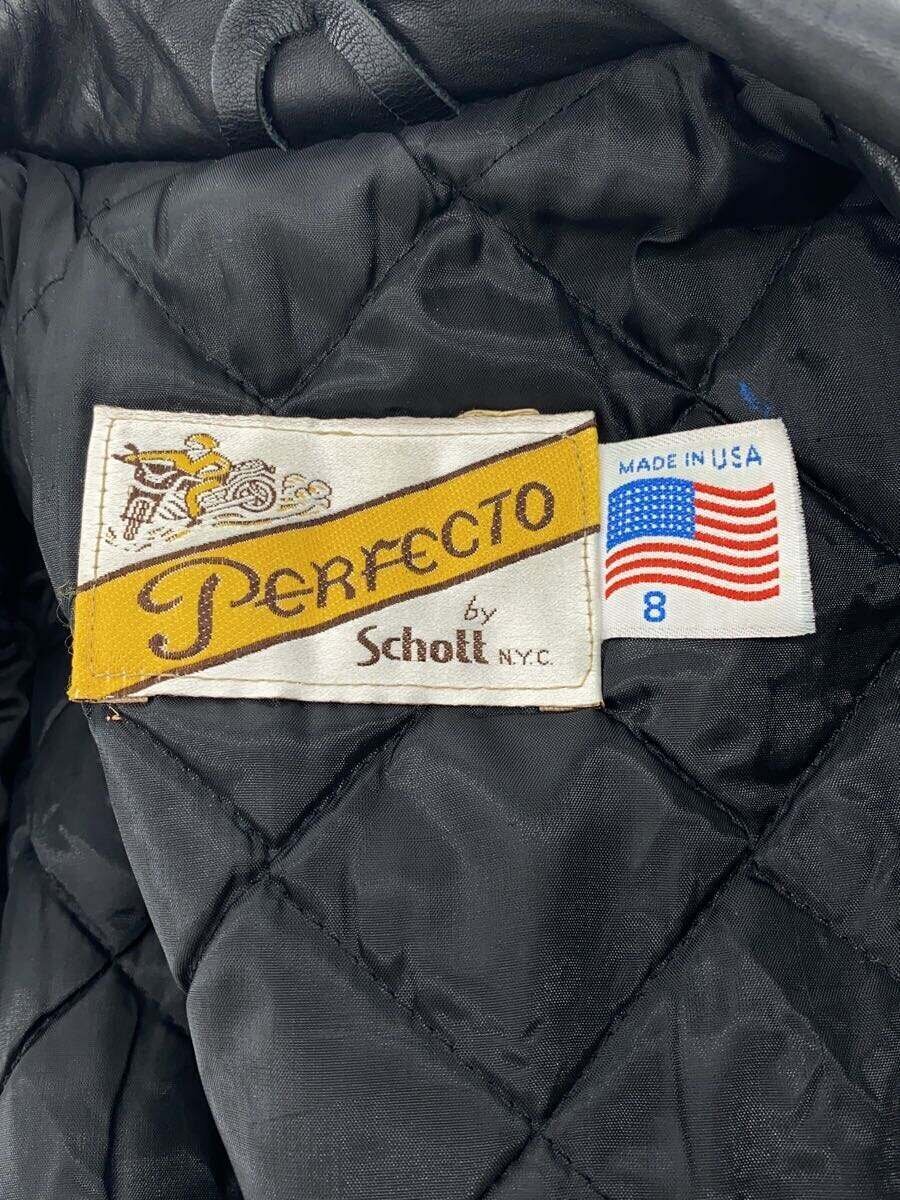 PERFECTO
by
Schott N.Y.C.
MADE IN USA
8